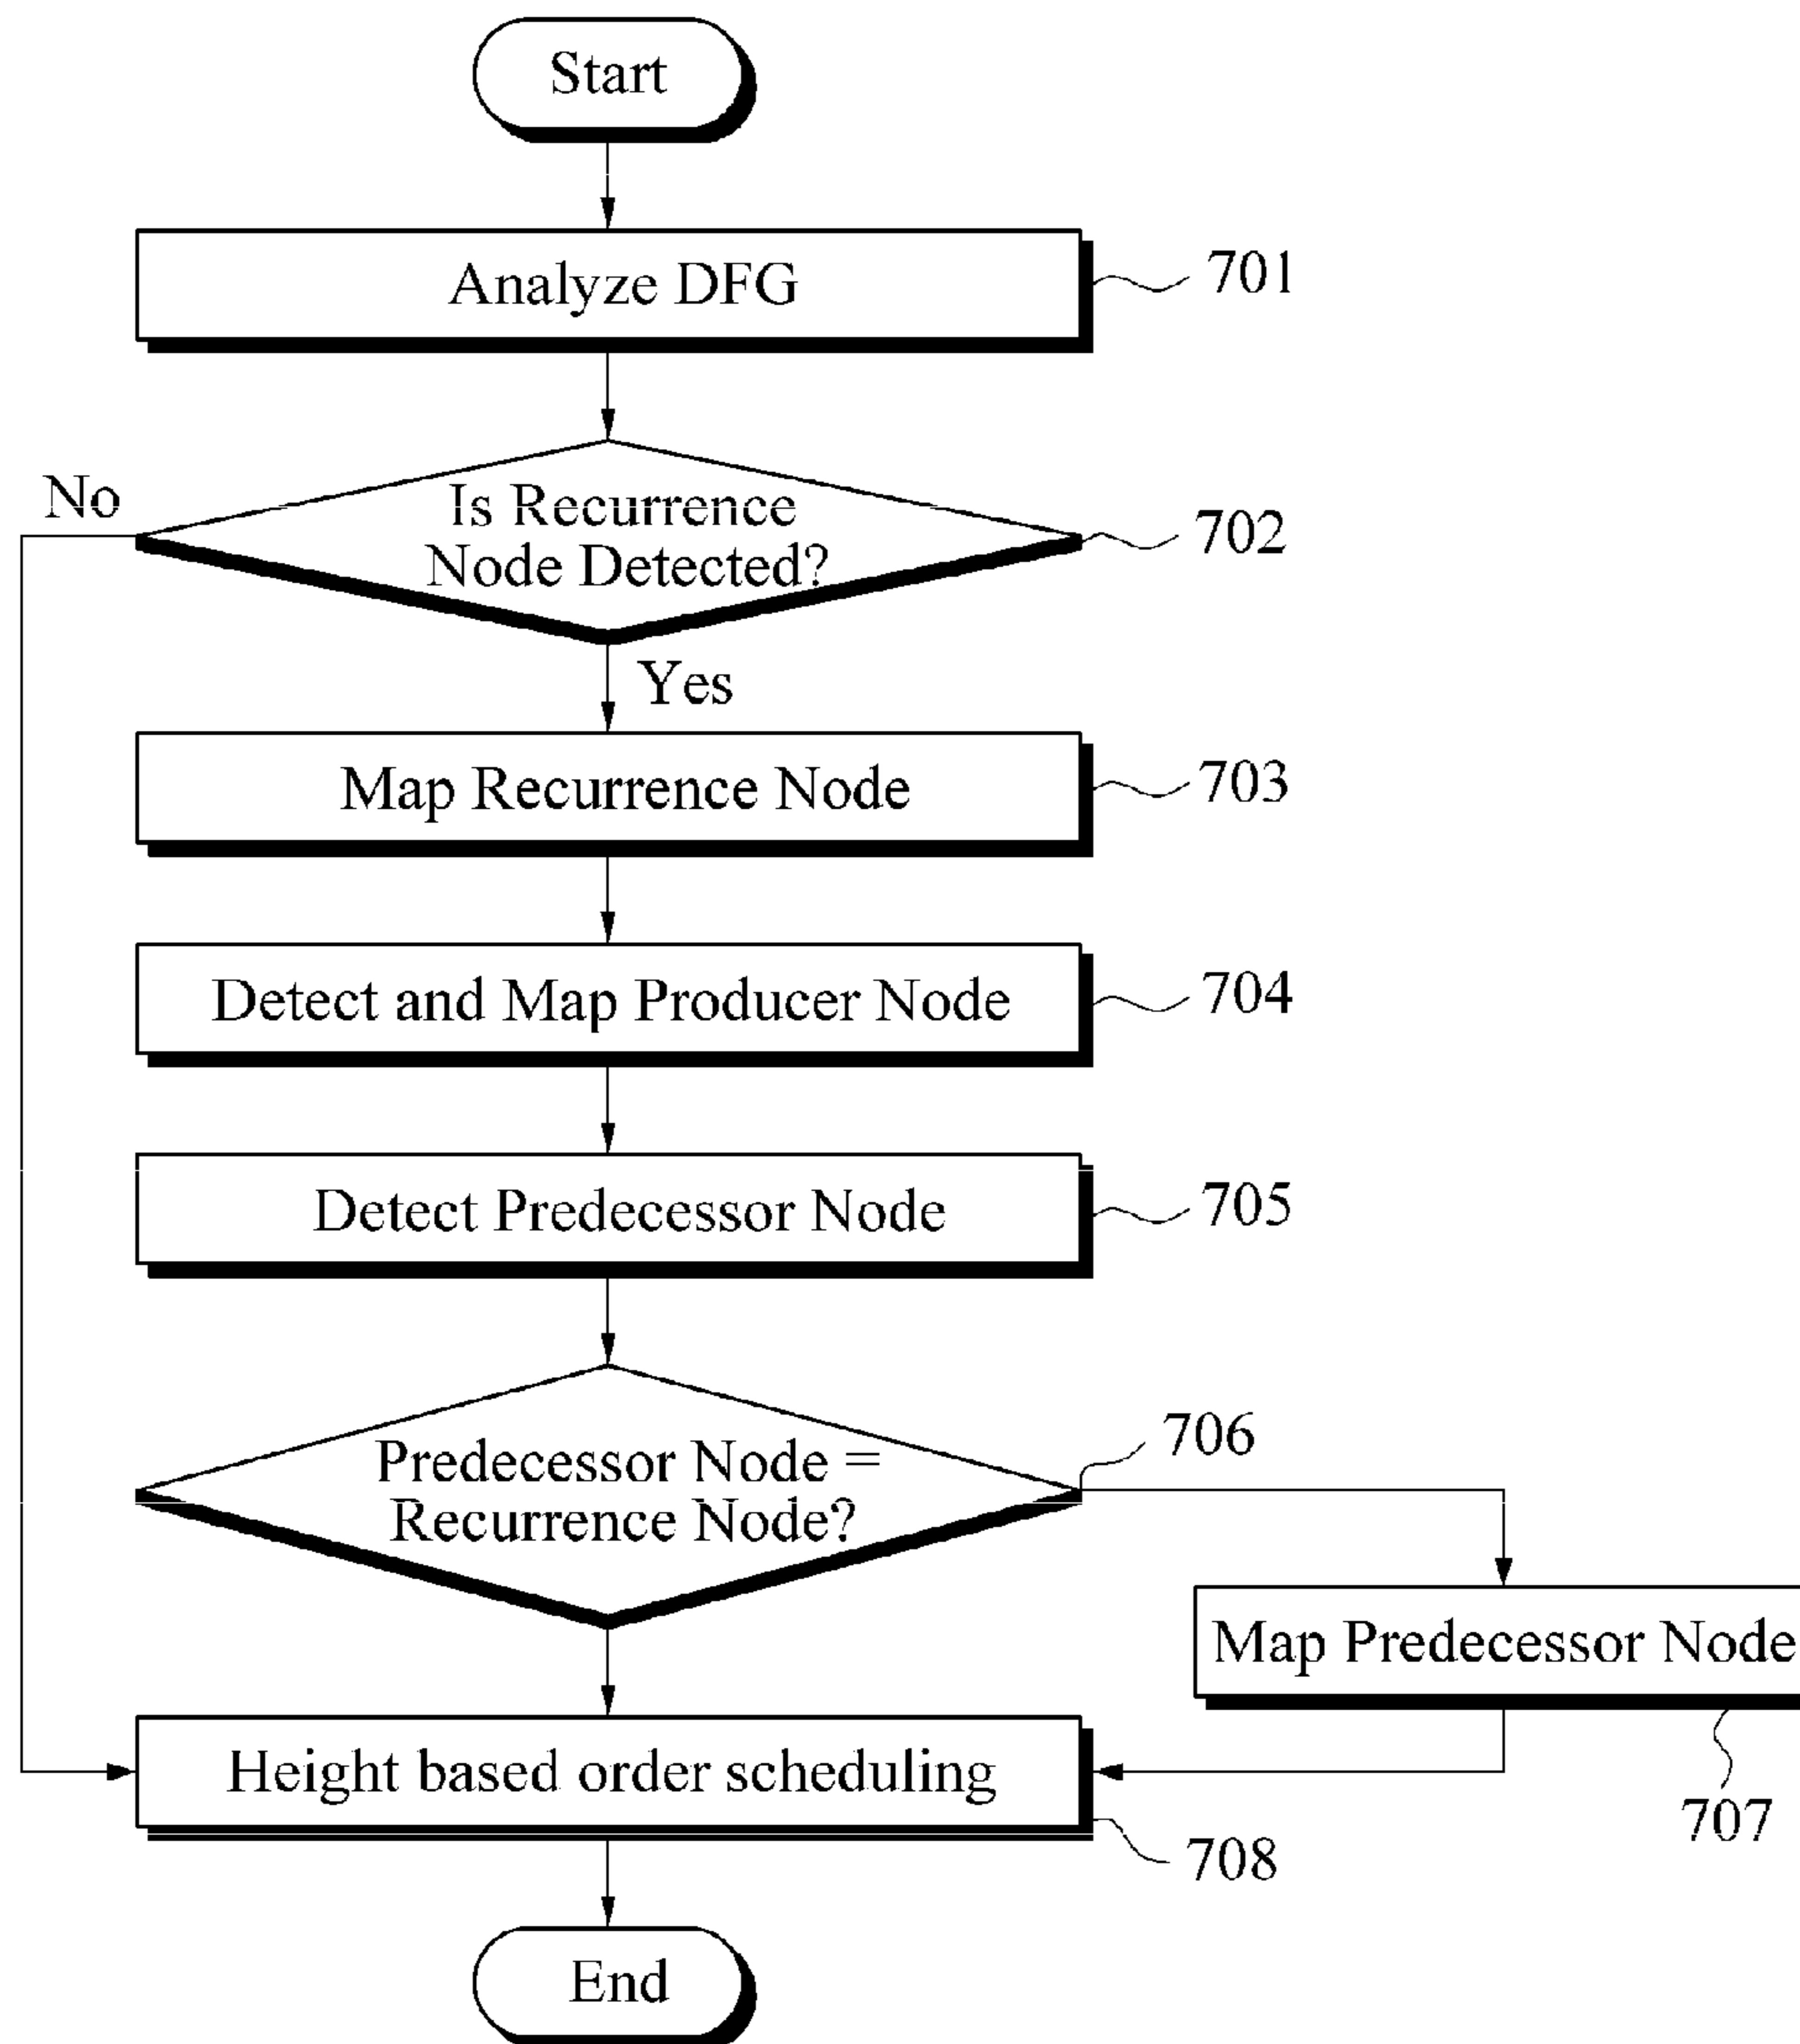 Start
Analyze DFG
701
No
Is Recurrence
Node Detected?
702
Yes
Map Recurrence Node
703
Detect and Map Producer Node
704
Detect Predecessor Node
705
Predecessor Node =
Recurrence Node?
706
Map Predecessor Node
707
Height based order scheduling
708
End